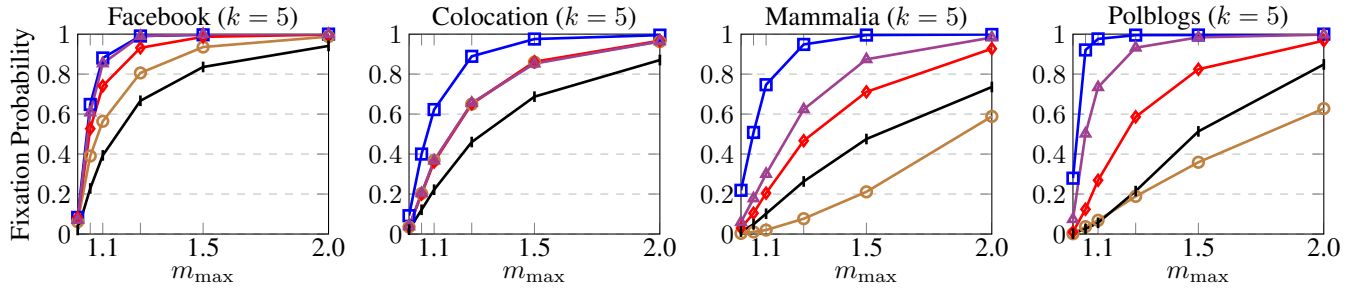 Facebook (k = 5) Colocation (k = 5) Mammalia (k = 5) Polblogs (k = 5)
Fixation Probability
1 1 1 1
0.8 0.8 0.8 0.8
0.6 0.6 0.6 0.6
0.4 0.4 0.4 0.4
0.2 0.2 0.2 0.2
0 0 0 0
1.1 1.5 2.0 1.1 1.5 2.0 1.1 1.5 2.0 1.1 1.5 2.0
m_max m_max m_max m_max